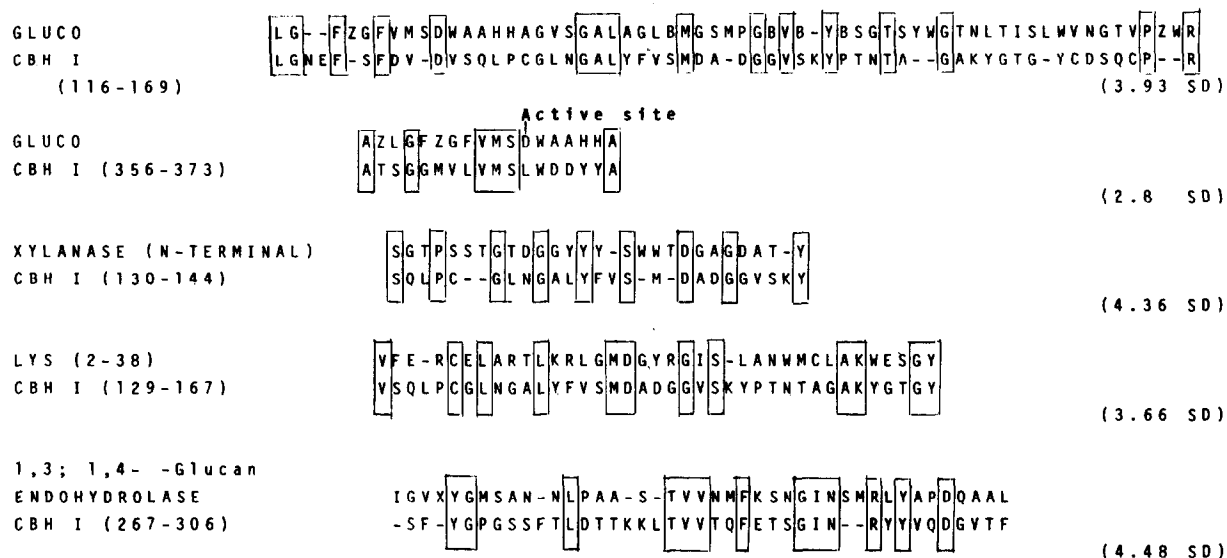 GLUCO LG--FZGFVMSDWAAHHAGVSGALAGLBMGSMPGBVB-YBSGTSYWGTNLTISLWVNGTVPZWR
CBH I LGNEF-SFDV-DVSQLPCGLNGALYFVSMDA-DGGVSKYPTNTA--GAKYGTG-YCDSQCP--R
(116-169) (3.93 SD)
Active site
GLUCO AZLGFZGFVMSDWAAHHA
CBH I (356-373) ATSGGMVLVMSLWDDYYA
(2.8 SD)
XYLANASE (N-TERMINAL) SGTPSSTGTDGGYYY-SWWTDGAGDAT-Y
CBH I (130-144) SQLPC--GLNGALYFVS-M-DADGGVSKY
(4.36 SD)
LYS (2-38) VFE-RCELARTLKRLGMDGYRGIS-LANWMCLAKWESGY
CBH I (129-167) VSQLPCGLNGALYFVSMDADGGVSKYPTNTAGAKYGTGY
(3.66 SD)
1,3; 1,4- -Glucan
ENDOHYDROLASE IGVXYGMSAN-NLPAA-S-TVVNMFKSNGINSMRLYAPDQAAL
CBH I (267-306) -SF-YGPGSSFTLDTTKKLTVVTQFETSGIN--RYYVQDGVTF
(4.48 SD)